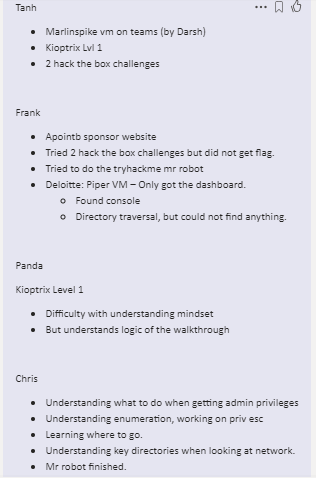 Tanh
Marlinspike vm on teams (by Darsh)
Kioptrix Lvl 1
2 hack the box challenges
Frank
Apointb sponsor website
Tried 2 hack the box challenges but did not get flag.
Tried to do the tryhackme mr robot
Deloitte: Piper VM – Only got the dashboard.
Found console
Directory traversal, but could not find anything.
Panda
Kioptrix Level 1
Difficulty with understanding mindset
But understands logic of the walkthrough
Chris
Understanding what to do when getting admin privileges
Understanding enumeration, working on priv esc
Learning where to go.
Understanding key directories when looking at network.
Mr robot finished.